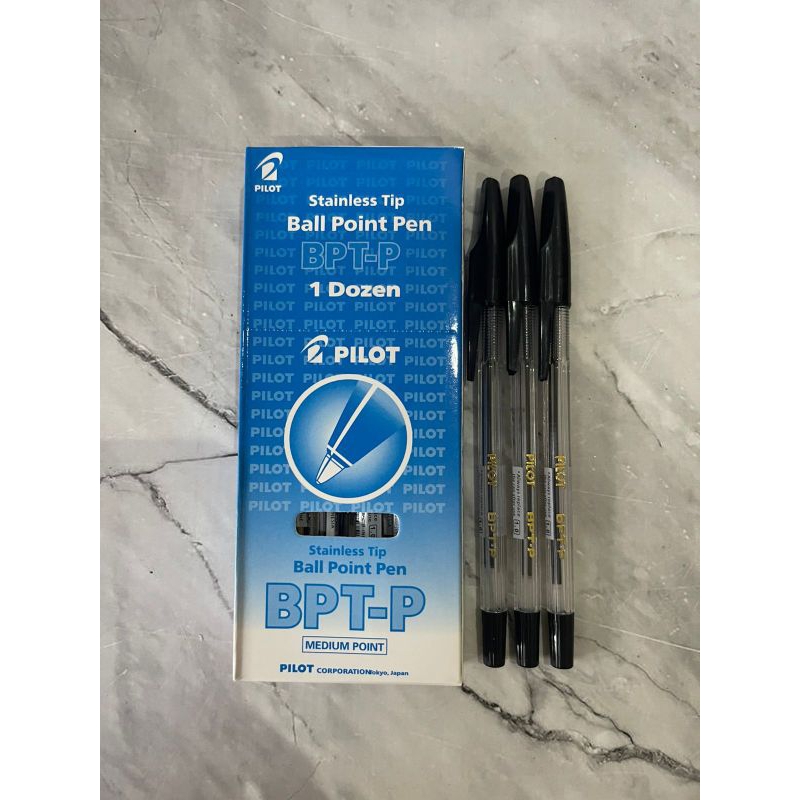 PILOT
Stainless Tip
Ball Point Pen
BPT-P
1 Dozen
PILOT
Stainless Tip
Ball Point Pen
BPT-P
MEDIUM POINT
PILOT CORPORATION Tokyo, Japan
PILOT BPT-P
PILOT BPT-P
PILOT BPT-P